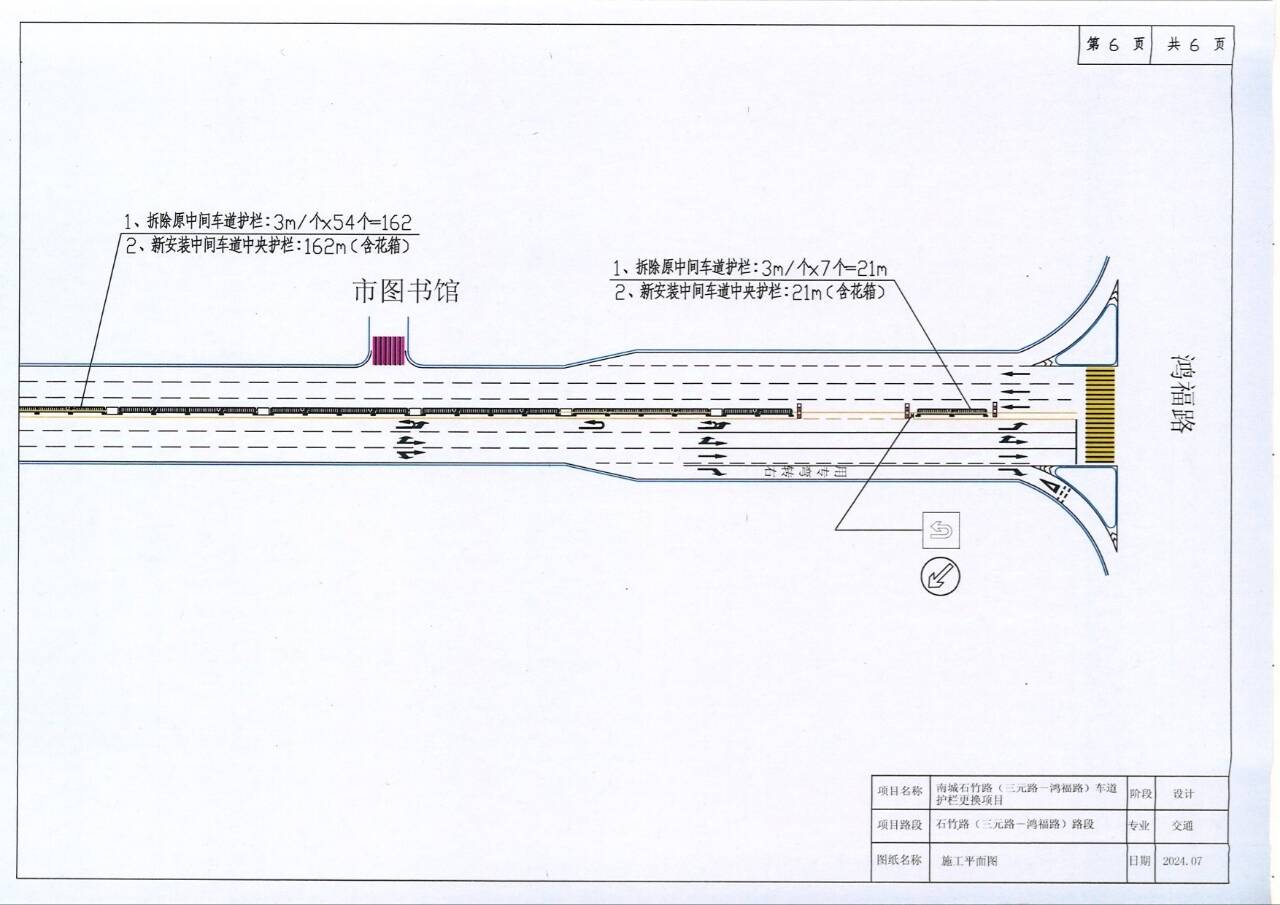 第 6 页 共 6 页
1、拆除原中间车道护栏:3m/个x54个=162
2、新安装中间车道中央护栏:162m(含花箱)
1、拆除原中间车道护栏:3m/个x7个=21m
2、新安装中间车道中央护栏:21m(含花箱)
市图书馆
鸿福路
右转弯专用
项目名称 南城石竹路(三元路-鸿福路)车道
护栏更换项目 阶段 设计
项目路段 石竹路(三元路-鸿福路)路段 专业 交通
图纸名称 施工平面图 日期 2024.07